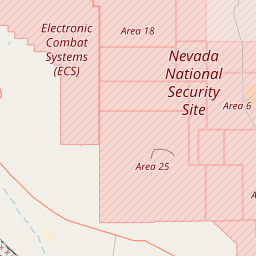 Electronic
Combat
Systems
(ECS)
Area 18
Nevada
National
Security
Site
Area 6
Area 25